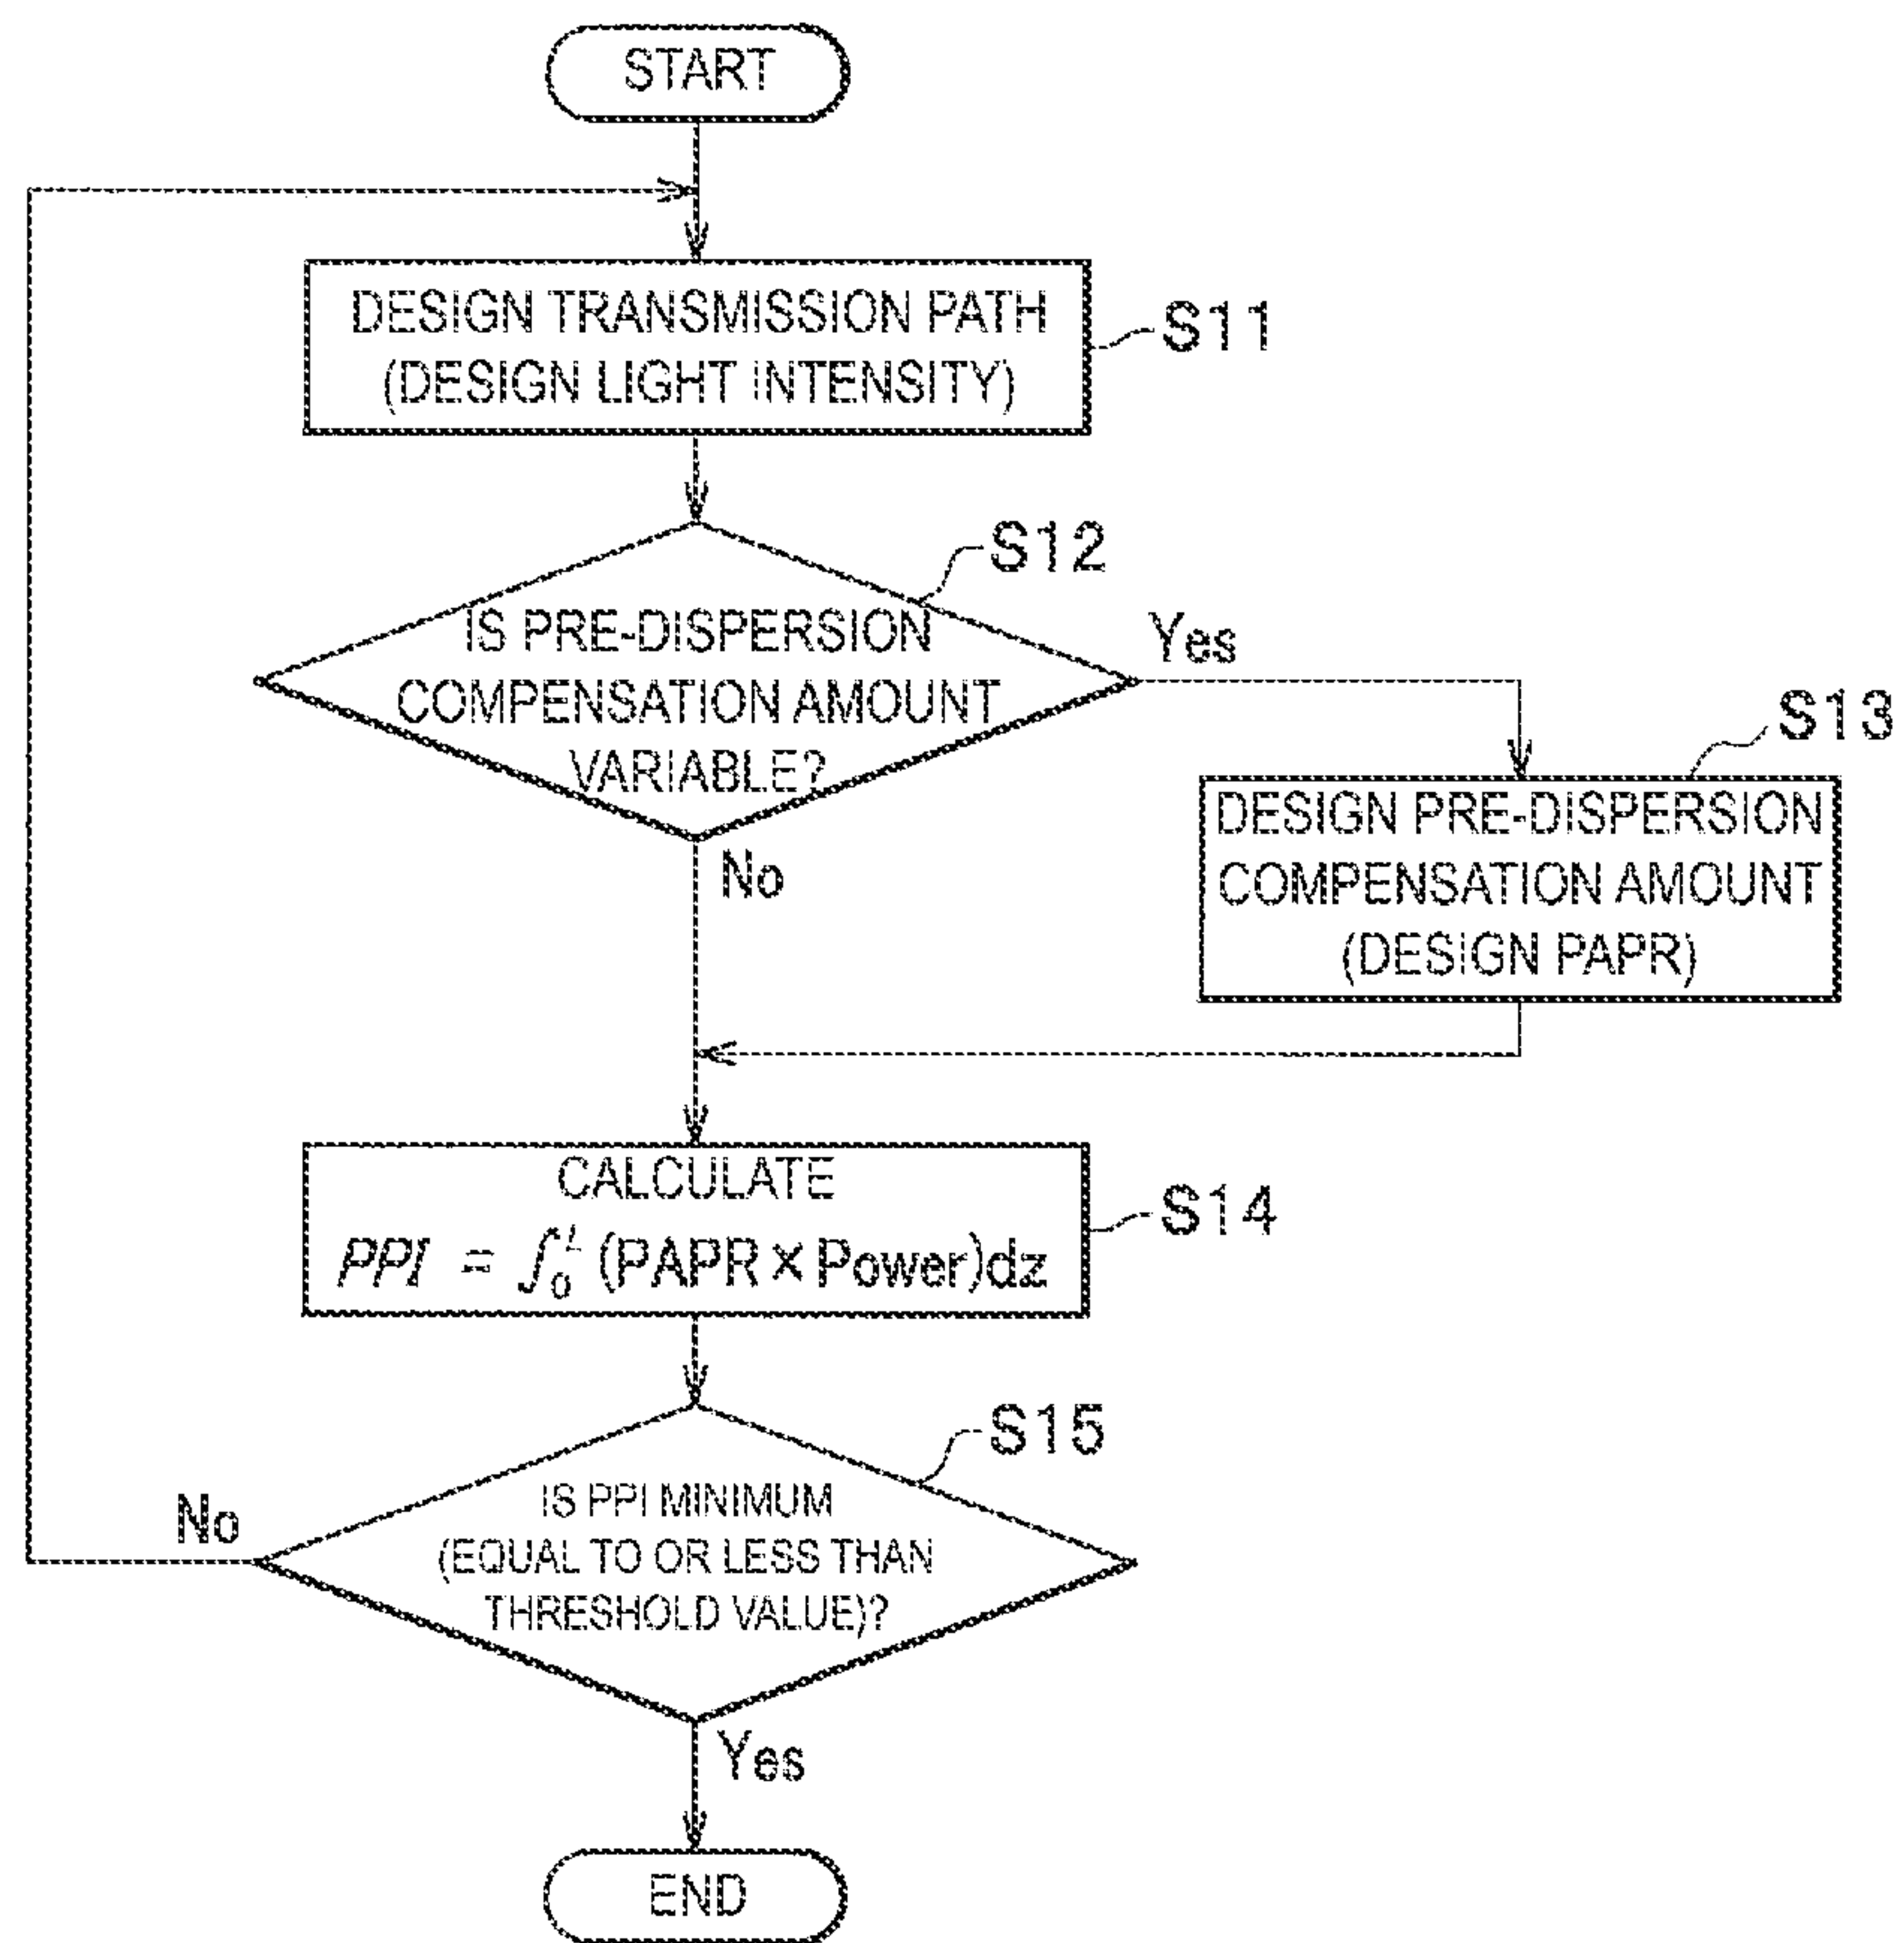 START
DESIGN TRANSMISSION PATH
(DESIGN LIGHT INTENSITY)
S11
S12
IS PRE-DISPERSION
COMPENSATION AMOUNT
VARIABLE?
Yes
No
S13
DESIGN PRE-DISPERSION
COMPENSATION AMOUNT
(DESIGN PAPR)
CALCULATE
PPI = ∫₀ᴸ (PAPR × Power)dz
S14
S15
IS PPI MINIMUM
(EQUAL TO OR LESS THAN
THRESHOLD VALUE)?
No
Yes
END